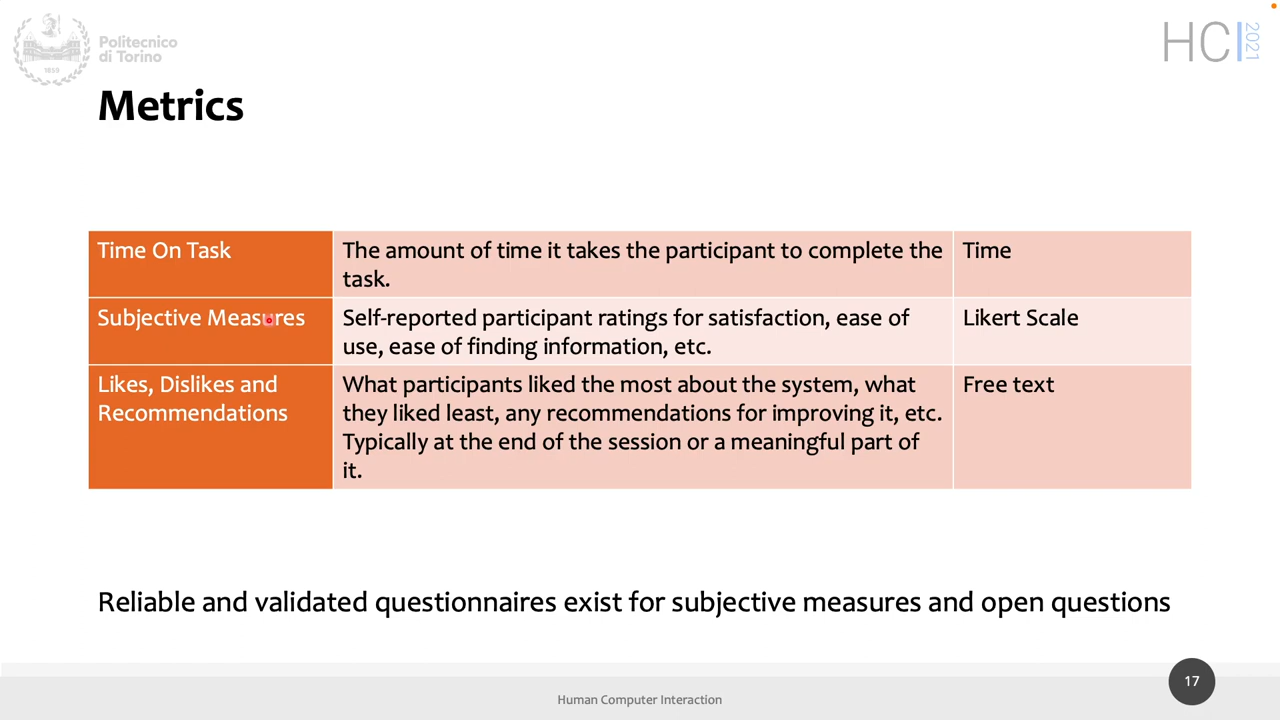 Politecnico
di Torino
1859
HCI 2021
Metrics
Time On Task
The amount of time it takes the participant to complete the
task.
Time
Subjective Measures
Self-reported participant ratings for satisfaction, ease of
use, ease of finding information, etc.
Likert Scale
Likes, Dislikes and
Recommendations
What participants liked the most about the system, what
they liked least, any recommendations for improving it, etc.
Typically at the end of the session or a meaningful part of
it.
Free text
Reliable and validated questionnaires exist for subjective measures and open questions
Human Computer Interaction
17